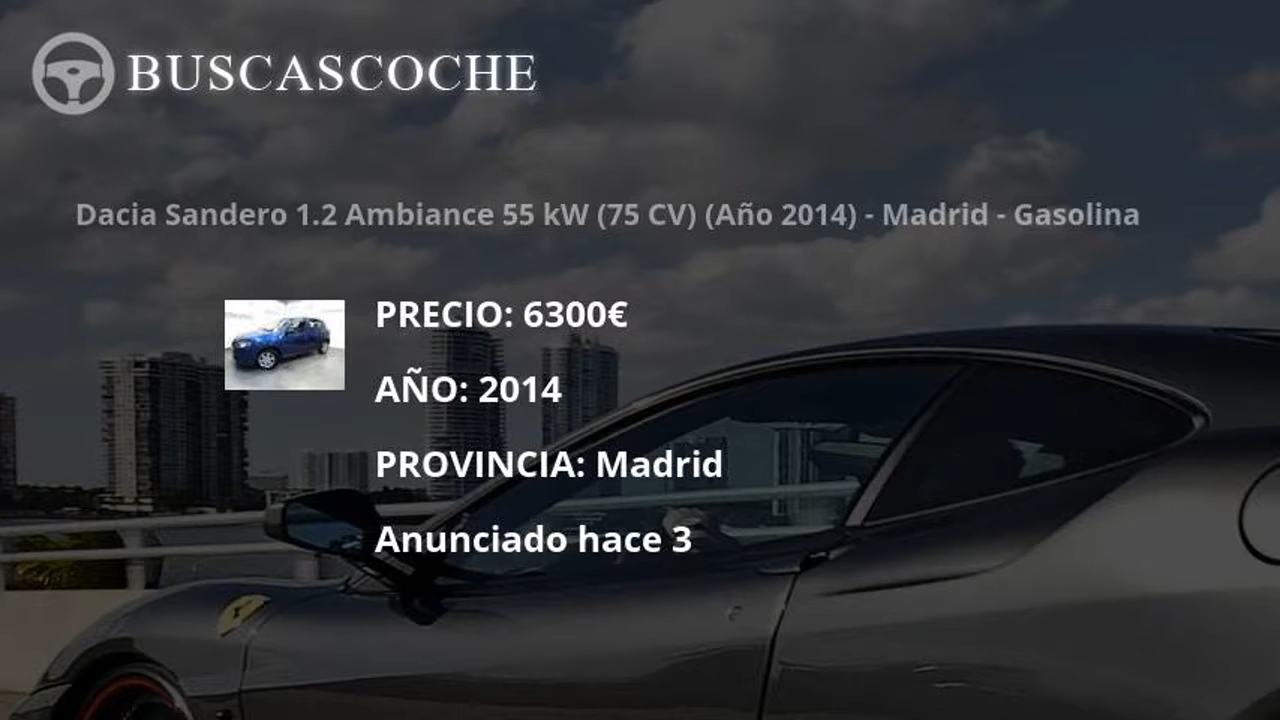 BUSCASCOCHE
Dacia Sandero 1.2 Ambiance 55 kW (75 CV) (Año 2014) - Madrid - Gasolina
PRECIO: 6300€
AÑO: 2014
PROVINCIA: Madrid
Anunciado hace 3